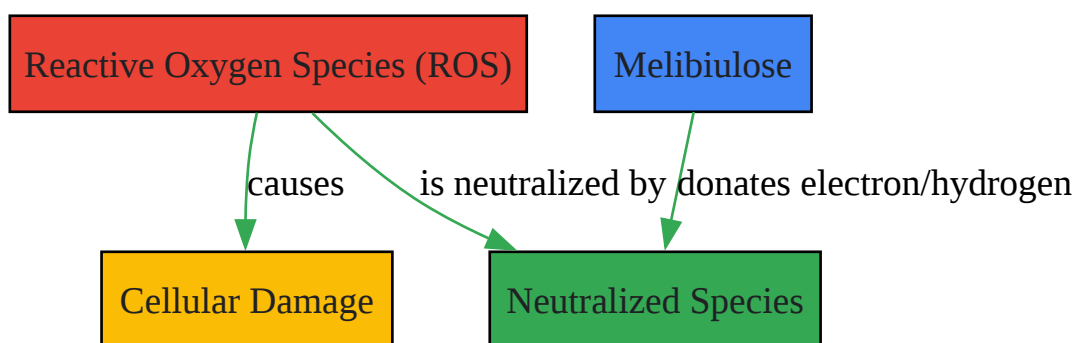 Reactive Oxygen Species (ROS)
Melibiulose
causes
is neutralized by
donates electron/hydrogen
Cellular Damage
Neutralized Species